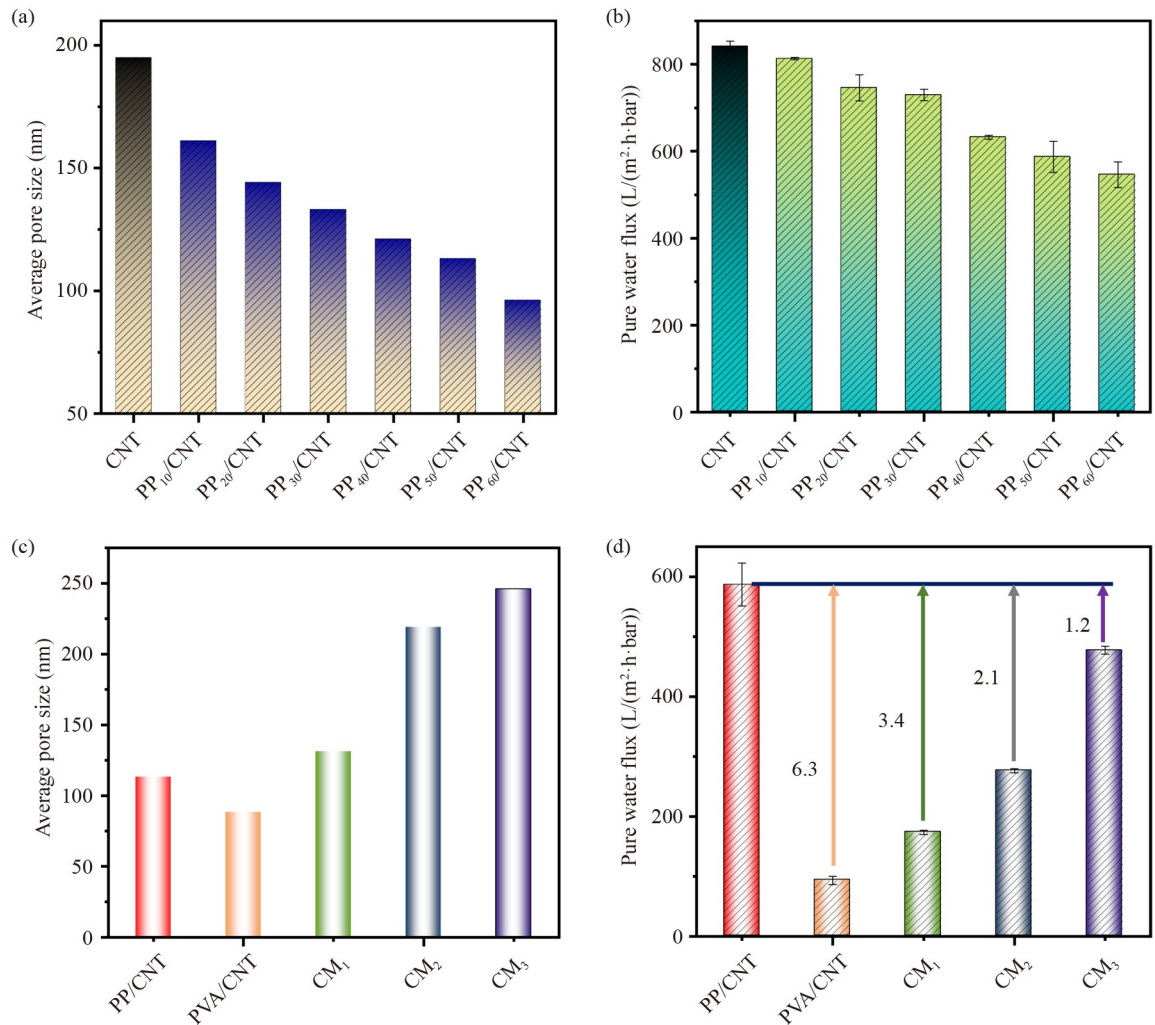 (a)
Average pore size (nm)
200
150
100
50
CNT
PP₁₀/CNT
PP₂₀/CNT
PP₃₀/CNT
PP₄₀/CNT
PP₅₀/CNT
PP₆₀/CNT
(b)
Pure water flux (L/(m²·h·bar))
800
600
400
200
0
CNT
PP₁₀/CNT
PP₂₀/CNT
PP₃₀/CNT
PP₄₀/CNT
PP₅₀/CNT
PP₆₀/CNT
(c)
Average pore size (nm)
250
200
150
100
50
0
PP/CNT
PVA/CNT
CM₁
CM₂
CM₃
(d)
Pure water flux (L/(m²·h·bar))
600
400
200
0
6.3
3.4
2.1
1.2
PP/CNT
PVA/CNT
CM₁
CM₂
CM₃